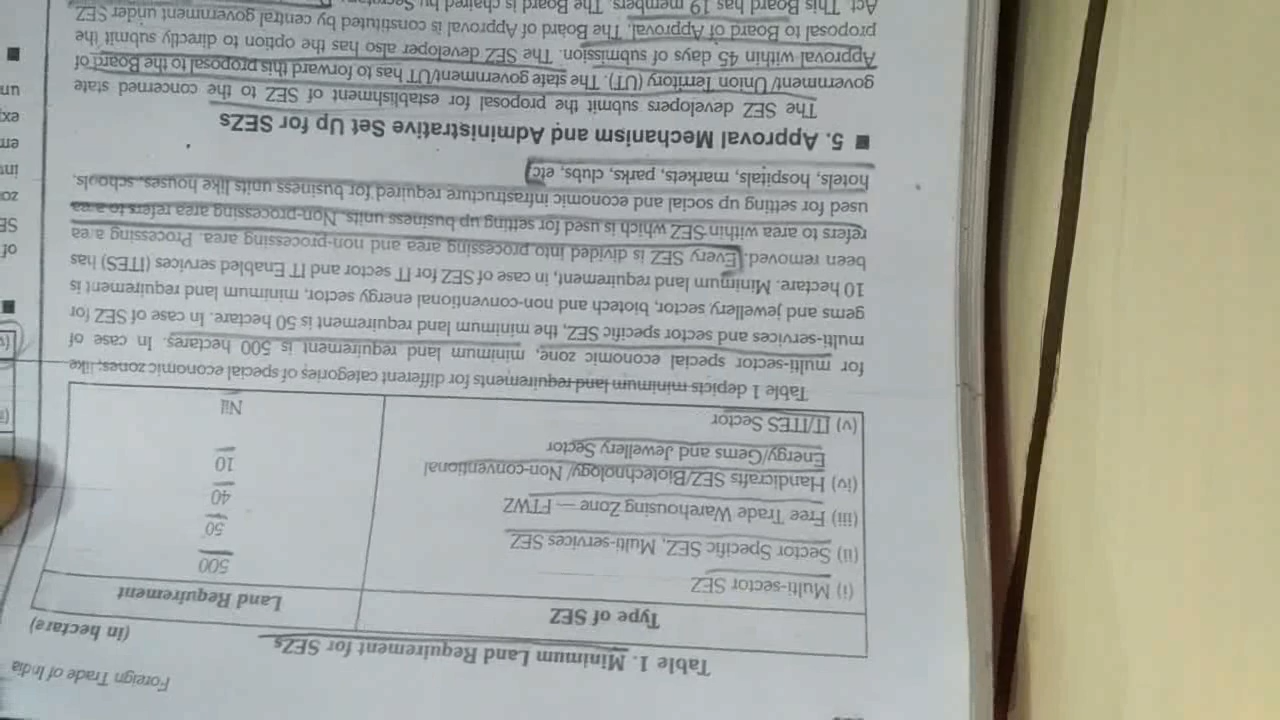 Foreign Trade of India
Table 1. Minimum Land Requirement for SEZs
(in hectare)
Type of SEZ Land Requirement
(i) Multi-sector SEZ 500
(ii) Sector Specific SEZ, Multi-services SEZ 50
(iii) Free Trade Warehousing Zone — FTWZ 40
(iv) Handicrafts SEZ/Biotechnology/ Non-conventional 10
Energy/Gems and Jewellery Sector
(v) IT/ITES Sector Nil
Table 1 depicts minimum land requirements for different categories of special economic zones, like
for multi-sector special economic zone, minimum land requirement is 500 hectares. In case of
multi-services and sector specific SEZ, the minimum land requirement is 50 hectare. In case of SEZ for
gems and jewellery sector, biotech and non-conventional energy sector, minimum land requirement is
10 hectare. Minimum land requirement, in case of SEZ for IT sector and IT Enabled services (ITES) has
been removed. Every SEZ is divided into processing area and non-processing area. Processing area
refers to area within SEZ which is used for setting up business units. Non-processing area refers to area
used for setting up social and economic infrastructure required for business units like houses, schools,
hotels, hospitals, markets, parks, clubs, etc.
■ 5. Approval Mechanism and Administrative Set Up for SEZs
The SEZ developers submit the proposal for establishment of SEZ to the concerned state
government/ Union Territory (UT). The state government/UT has to forward this proposal to the Board of
Approval within 45 days of submission. The SEZ developer also has the option to directly submit the
proposal to Board of Approval. The Board of Approval is constituted by central government under SEZ
Act. This Board has 19 members. The Board is chaired by